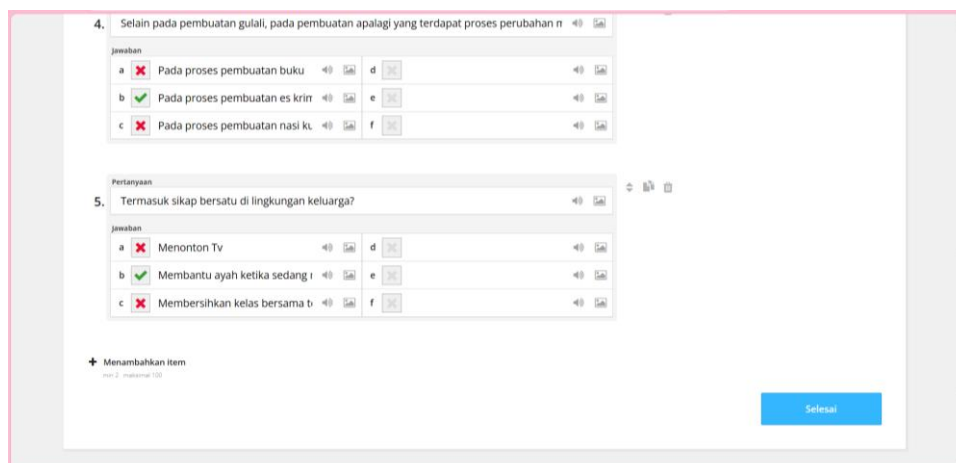 4. Selain pada pembuatan gulali, pada pembuatan apalagi yang terdapat proses perubahan
Jawaban
a Pada proses pembuatan buku d
b Pada proses pembuatan es krim e
c Pada proses pembuatan nasi f
Pertanyaan
5. Termasuk sikap bersatu di lingkungan keluarga?
Jawaban
a Menonton Tv d
b Membantu ayah ketika sedang e
c Membersihkan kelas bersama f
+ Menambahkan item
min 2 maksimal 100
Selesai